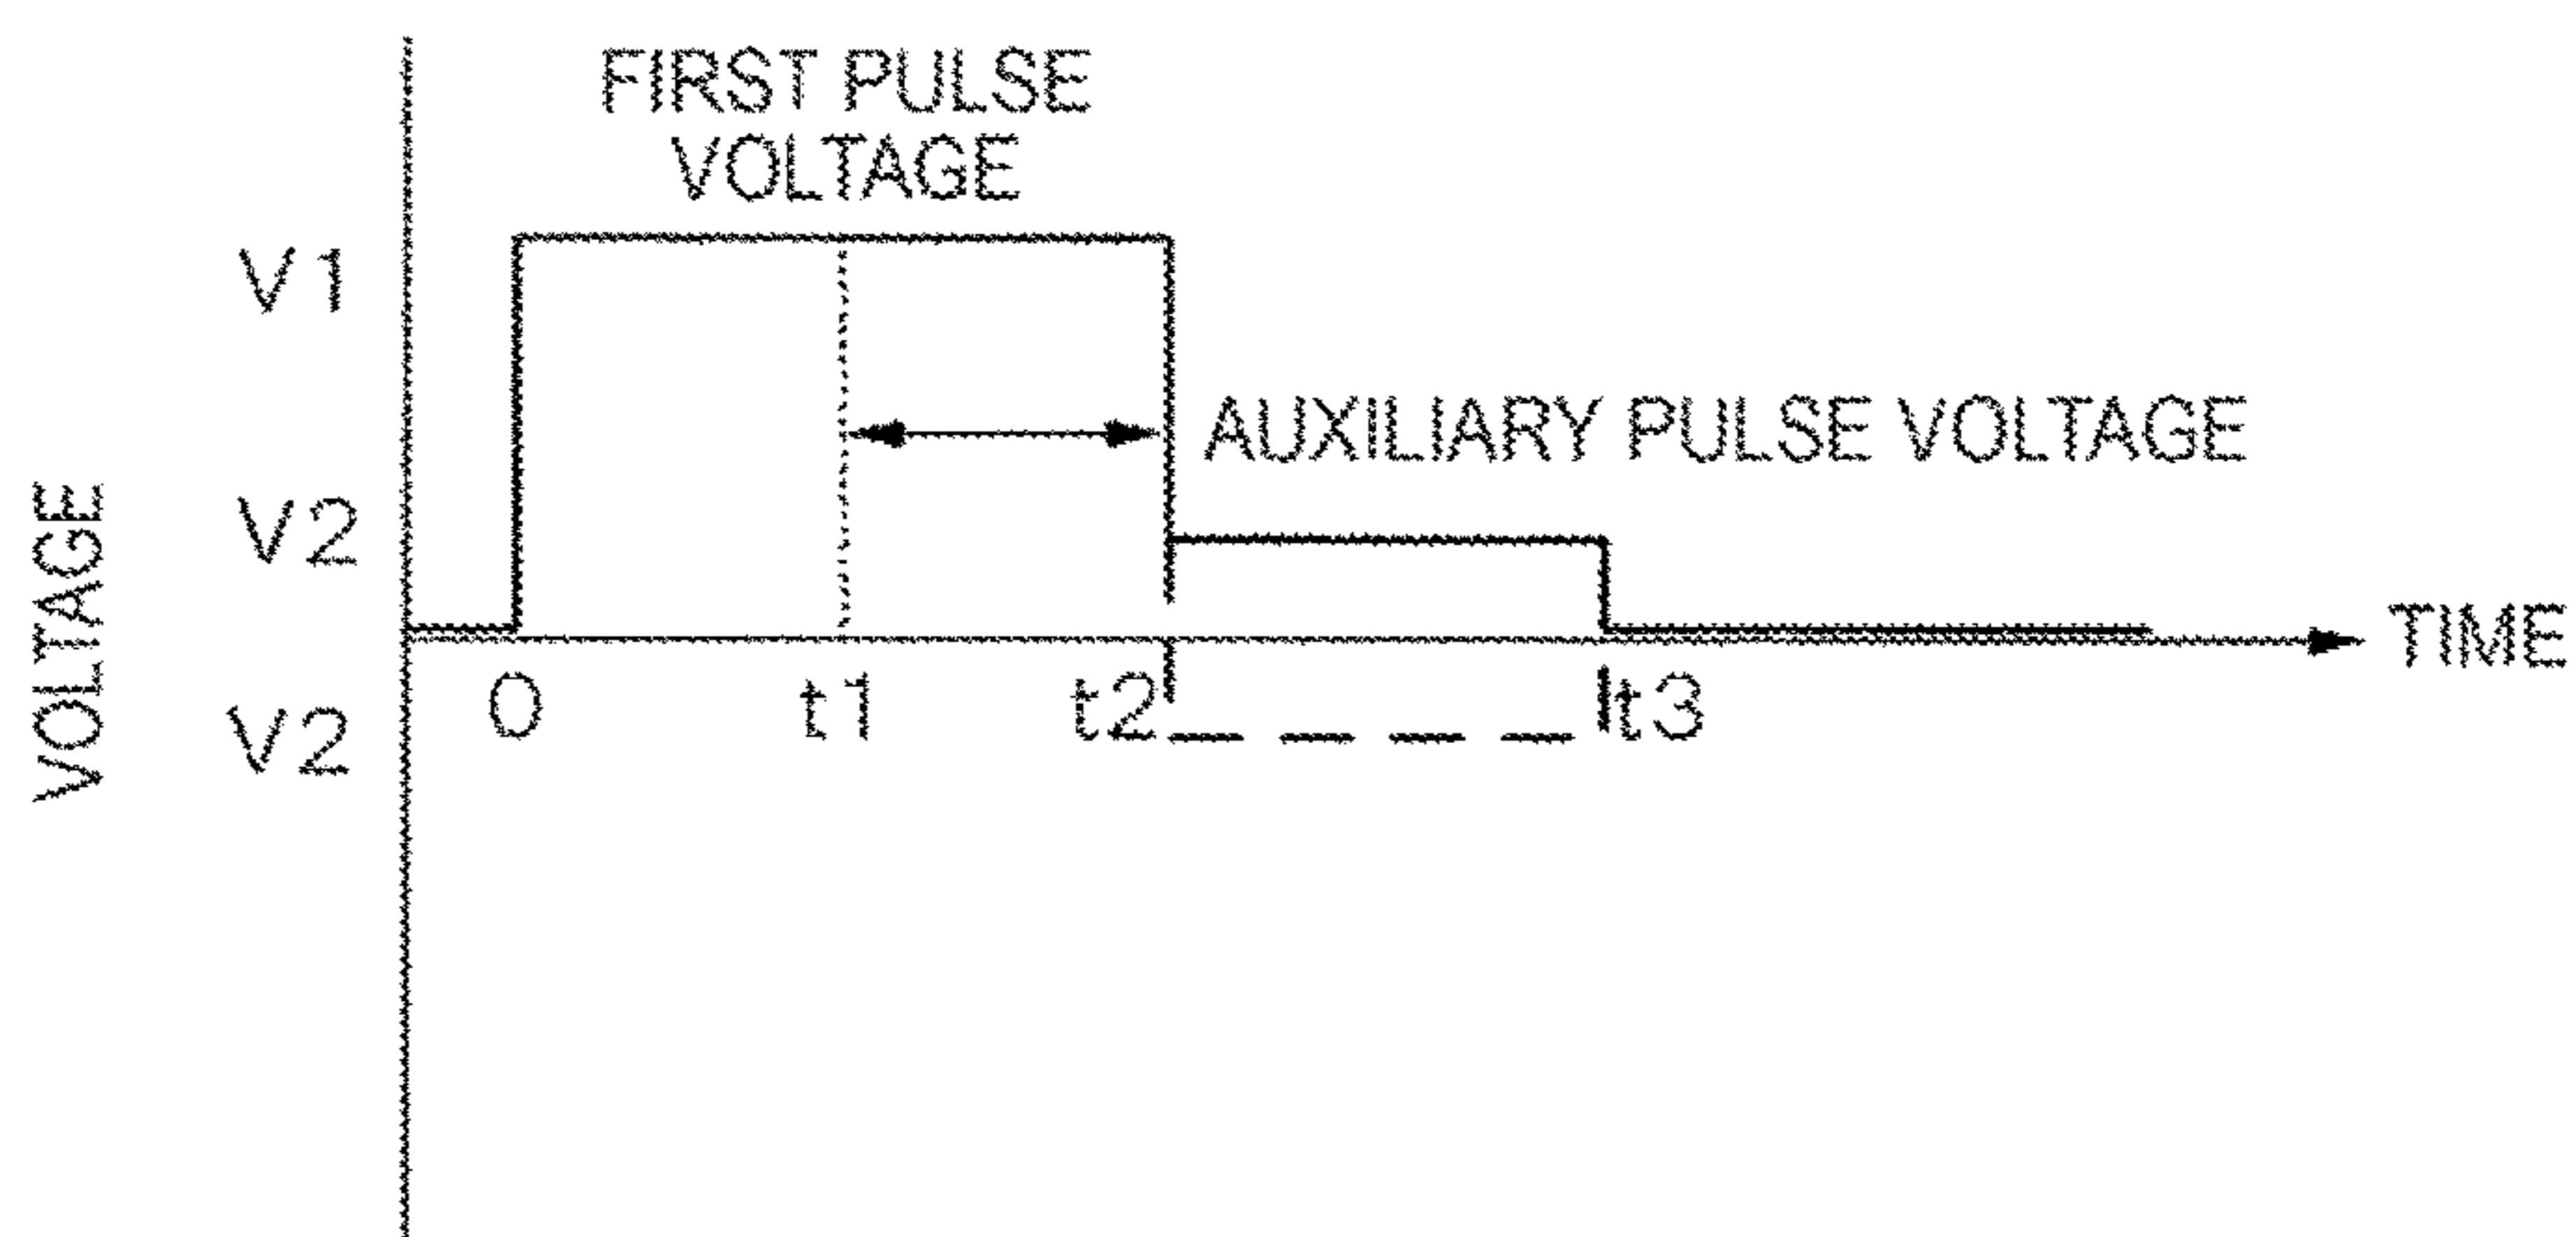 FIRST PULSE
VOLTAGE
V1
AUXILIARY PULSE VOLTAGE
V2
VOLTAGE
TIME
0 t1 t2 t3
V2